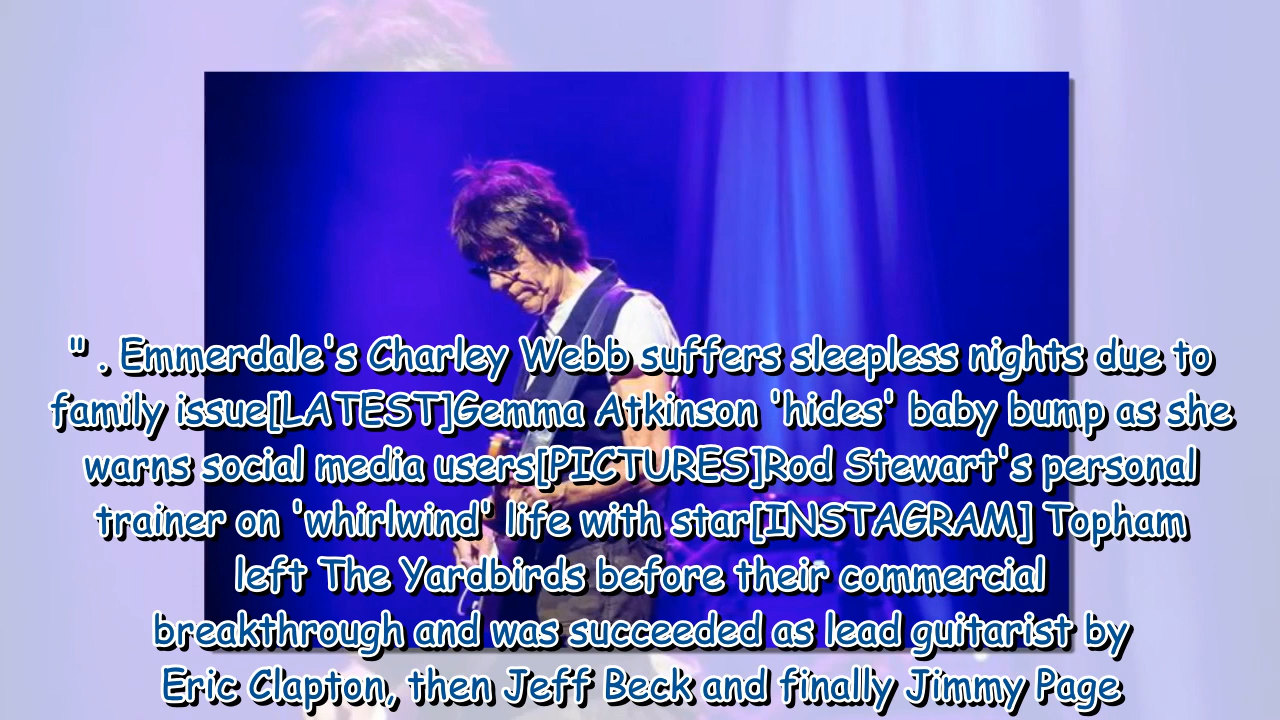 " . Emmerdale's Charley Webb suffers sleepless nights due to
family issue[LATEST]Gemma Atkinson 'hides' baby bump as she
warns social media users[PICTURES]Rod Stewart's personal
trainer on 'whirlwind' life with star[INSTAGRAM] Topham
left The Yardbirds before their commercial
breakthrough and was succeeded as lead guitarist by
Eric Clapton, then Jeff Beck and finally Jimmy Page